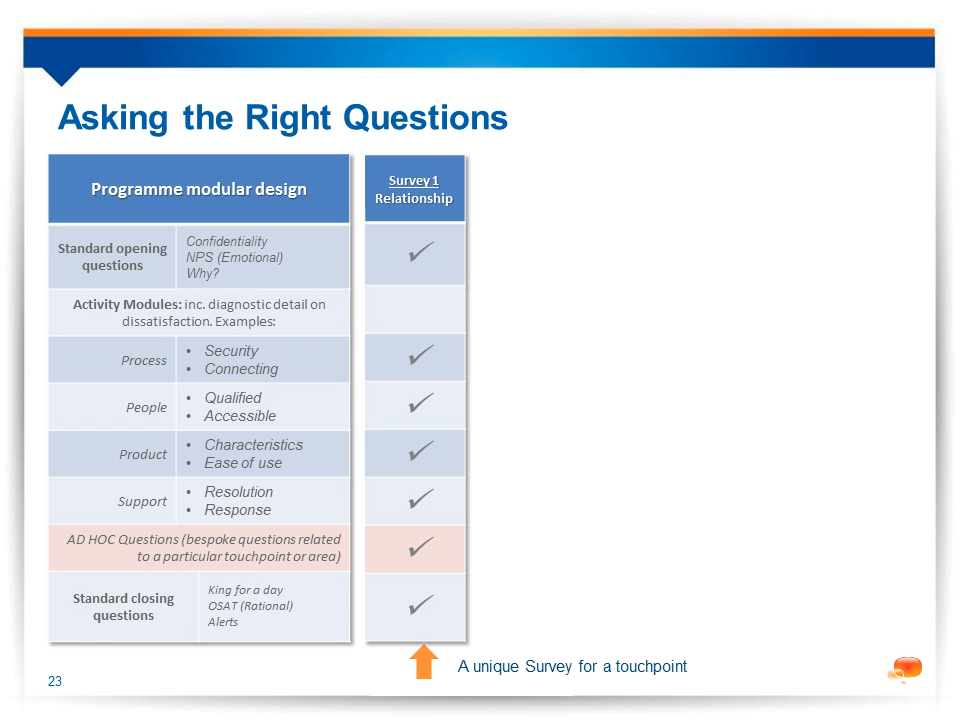 Asking the Right Questions
Programme modular design
Survey 1
Relationship
Standard opening
questions
Confidentiality
NPS (Emotional)
Why?
✓
Activity Modules: inc. diagnostic detail on
dissatisfaction. Examples:
Process
• Security
• Connecting
✓
People
• Qualified
• Accessible
✓
Product
• Characteristics
• Ease of use
✓
Support
• Resolution
• Response
✓
AD HOC Questions (bespoke questions related
to a particular touchpoint or area)
✓
Standard closing
questions
King for a day
OSAT (Rational)
Alerts
✓
A unique Survey for a touchpoint
23